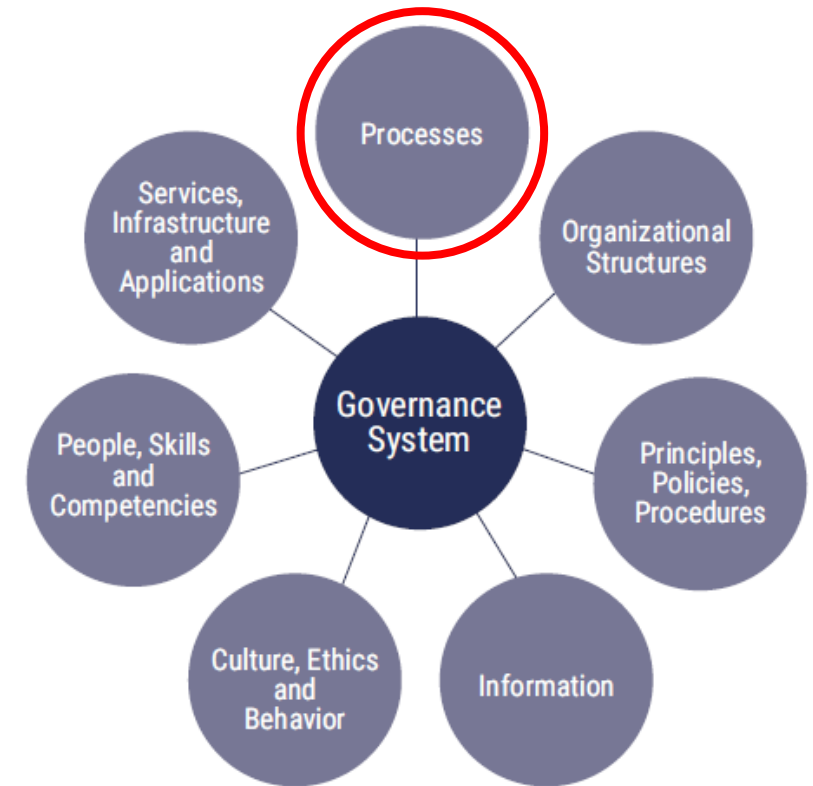 Processes
Organizational
Structures
Principles,
Policies,
Procedures
Information
Culture, Ethics
and
Behavior
People, Skills
and
Competencies
Services,
Infrastructure
and
Applications
Governance
System